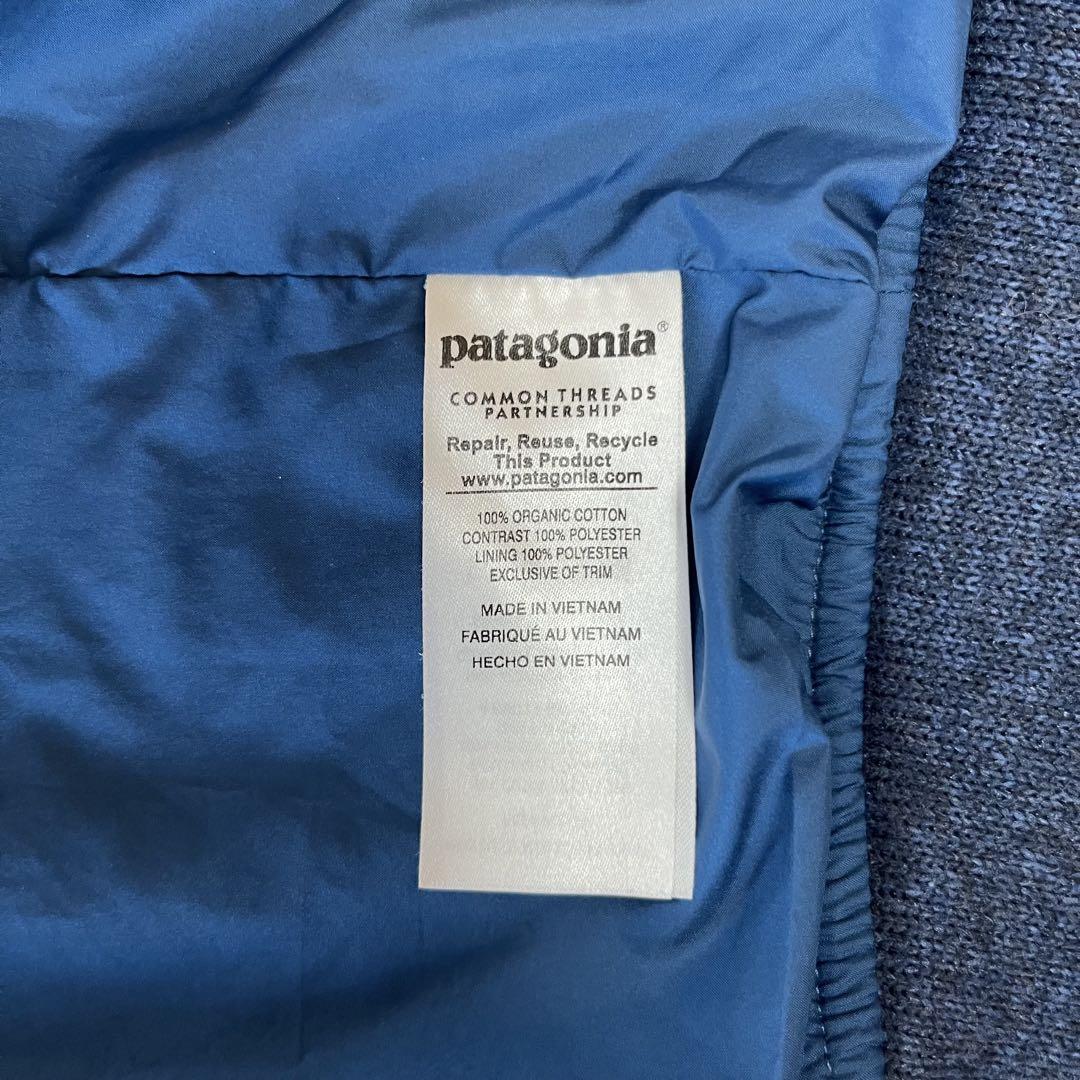 patagonia®
COMMON THREADS
PARTNERSHIP
Repair, Reuse, Recycle
This Product
www.patagonia.com
100% ORGANIC COTTON
CONTRAST 100% POLYESTER
LINING 100% POLYESTER
EXCLUSIVE OF TRIM
MADE IN VIETNAM
FABRIQUÉ AU VIETNAM
HECHO EN VIETNAM